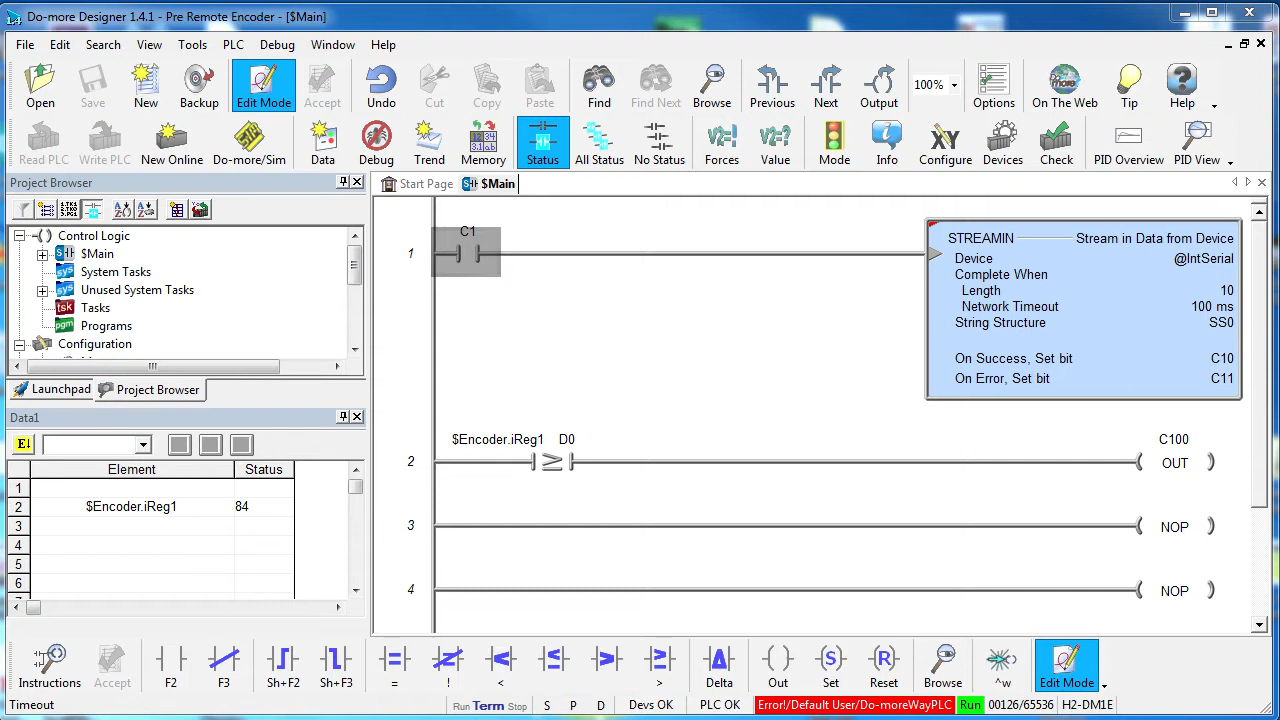 Do-more Designer 1.4.1 - Pre Remote Encoder - [$Main]
File Edit Search View Tools PLC Debug Window Help
Open Save New Backup Edit Mode Accept Undo Cut Copy Paste Find Find Next Browse Previous Next Output 100% Options On The Web Tip Help
Read PLC Write PLC New Online Do-more/Sim Data Debug Trend Memory Status All Status No Status Forces Value Mode Info Configure Devices Check PID Overview PID View
Project Browser
Start Page $Main
Control Logic
$Main
System Tasks
Unused System Tasks
Tasks
Programs
Configuration
Launchpad Project Browser
Data1
Element Status
1
2 $Encoder.iReg1 84
3
4
5
6
C1
1
STREAMIN Stream in Data from Device
Device @IntSerial
Complete When
Length 10
Network Timeout 100 ms
String Structure SS0
On Success, Set bit C10
On Error, Set bit C11
$Encoder.iReg1 D0 C100
2 OUT
3 NOP
4 NOP
Instructions Accept F2 F3 Sh+F2 Sh+F3 = ! < > Delta Out Set Reset Browse ^w Edit Mode
Timeout Run Term Stop S P D Devs OK PLC OK Error!/Default User/Do-moreWayPLC Run 00126/65536 H2-DM1E